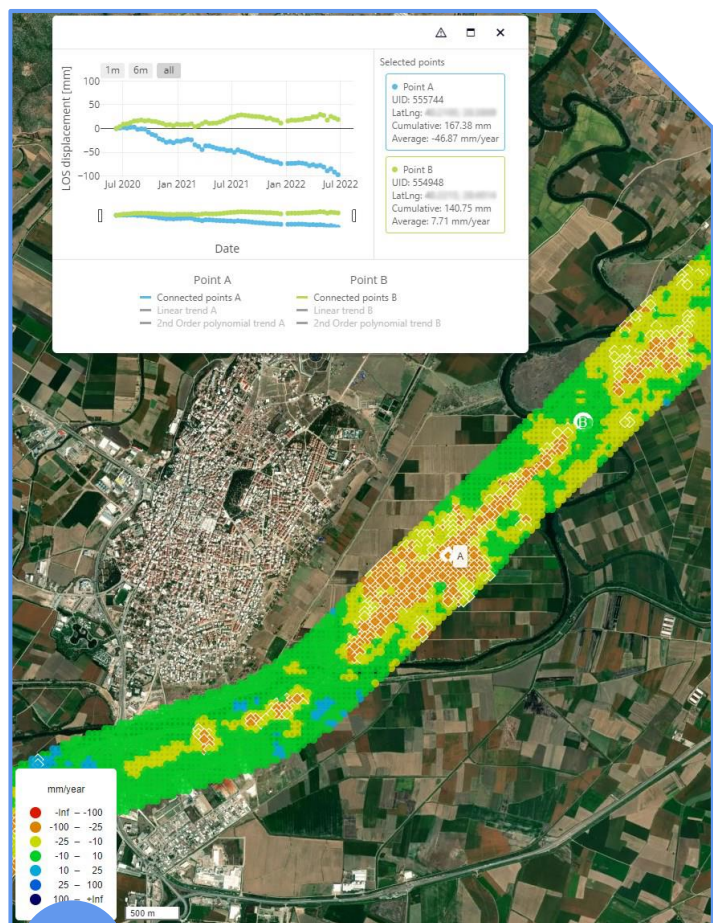 1m 6m all
LOS displacement [mm]
100
50
0
−50
−100
Jul 2020 Jan 2021 Jul 2021 Jan 2022 Jul 2022
Date
Selected points
Point A
UID: 555744
LatLng:
Cumulative: 167.38 mm
Average: -46.87 mm/year
Point B
UID: 554948
LatLng:
Cumulative: 140.75 mm
Average: 7.71 mm/year
Point A Point B
Connected points A Connected points B
Linear trend A Linear trend B
2nd Order polynomial trend A 2nd Order polynomial trend B
B
A
mm/year
-Inf – -100
-100 – -25
-25 – -10
-10 – 10
10 – 25
25 – 100
100 – +Inf
500 m